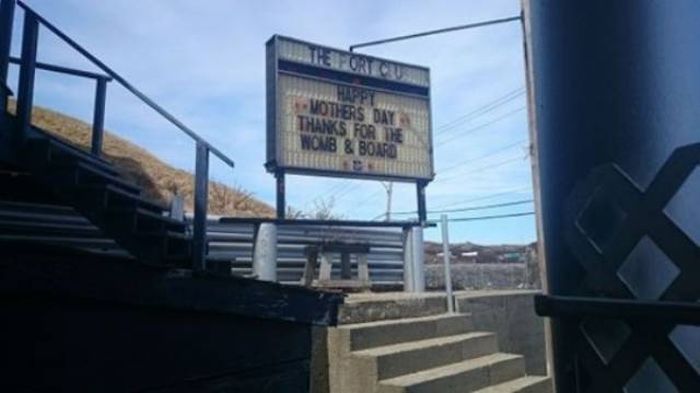 THE
HAPPY
MOTHERS DAY
THANKS FOR THE
WOMB & BOARD